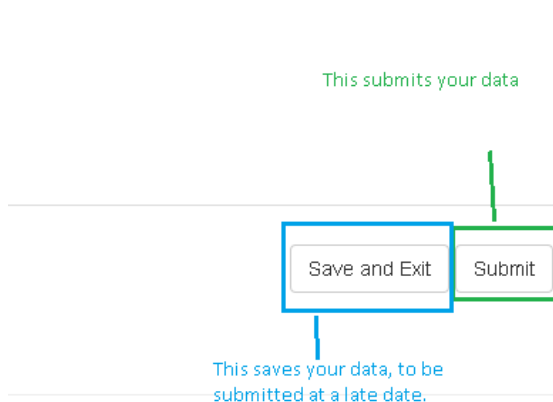 This submits your data
Save and Exit Submit
This saves your data, to be
submitted at a late date.